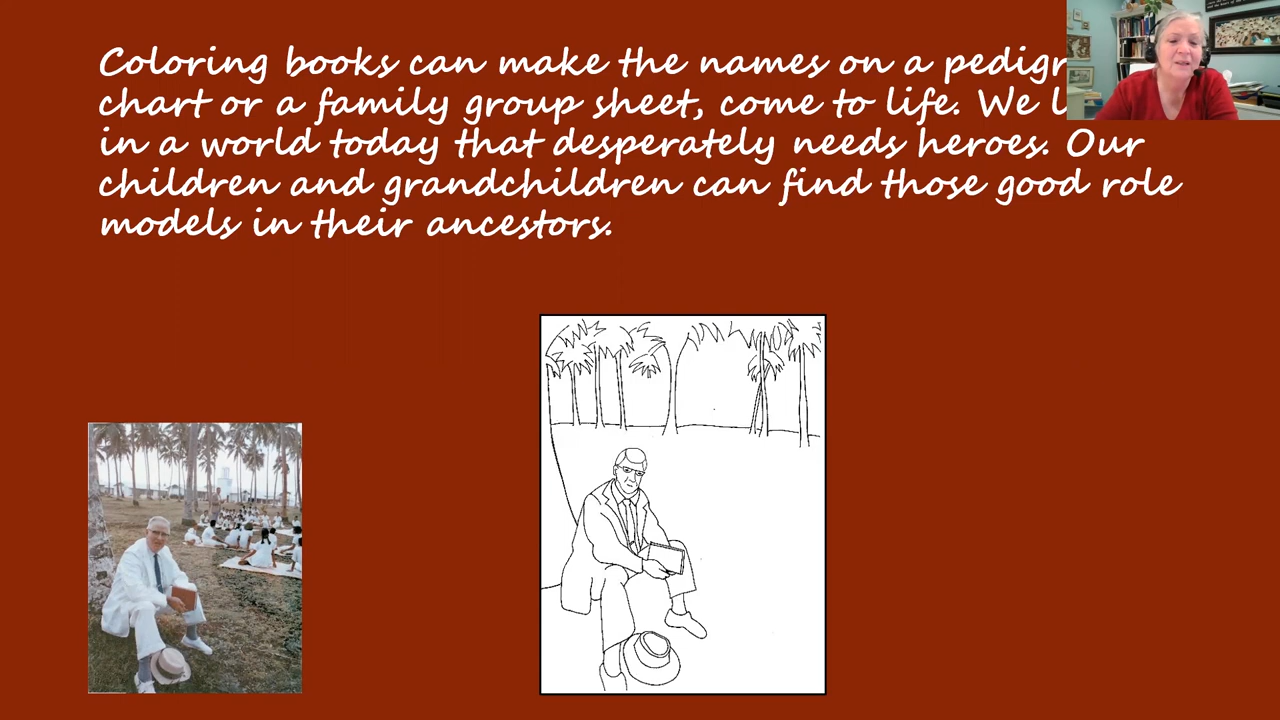 Coloring books can make the names on a
chart or a family group sheet, come to life. We
in a world today that desperately needs heroes. Our
children and grandchildren can find those good role
models in their ancestors.